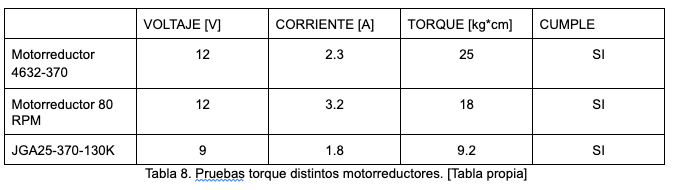 VOLTAJE [V] CORRIENTE [A] TORQUE [kg*cm] CUMPLE
Motorreductor
4632-370 12 2.3 25 SI
Motorreductor 80
RPM 12 3.2 18 SI
JGA25-370-130K 9 1.8 9.2 SI
Tabla 8. Pruebas torque distintos motorreductores. [Tabla propia]